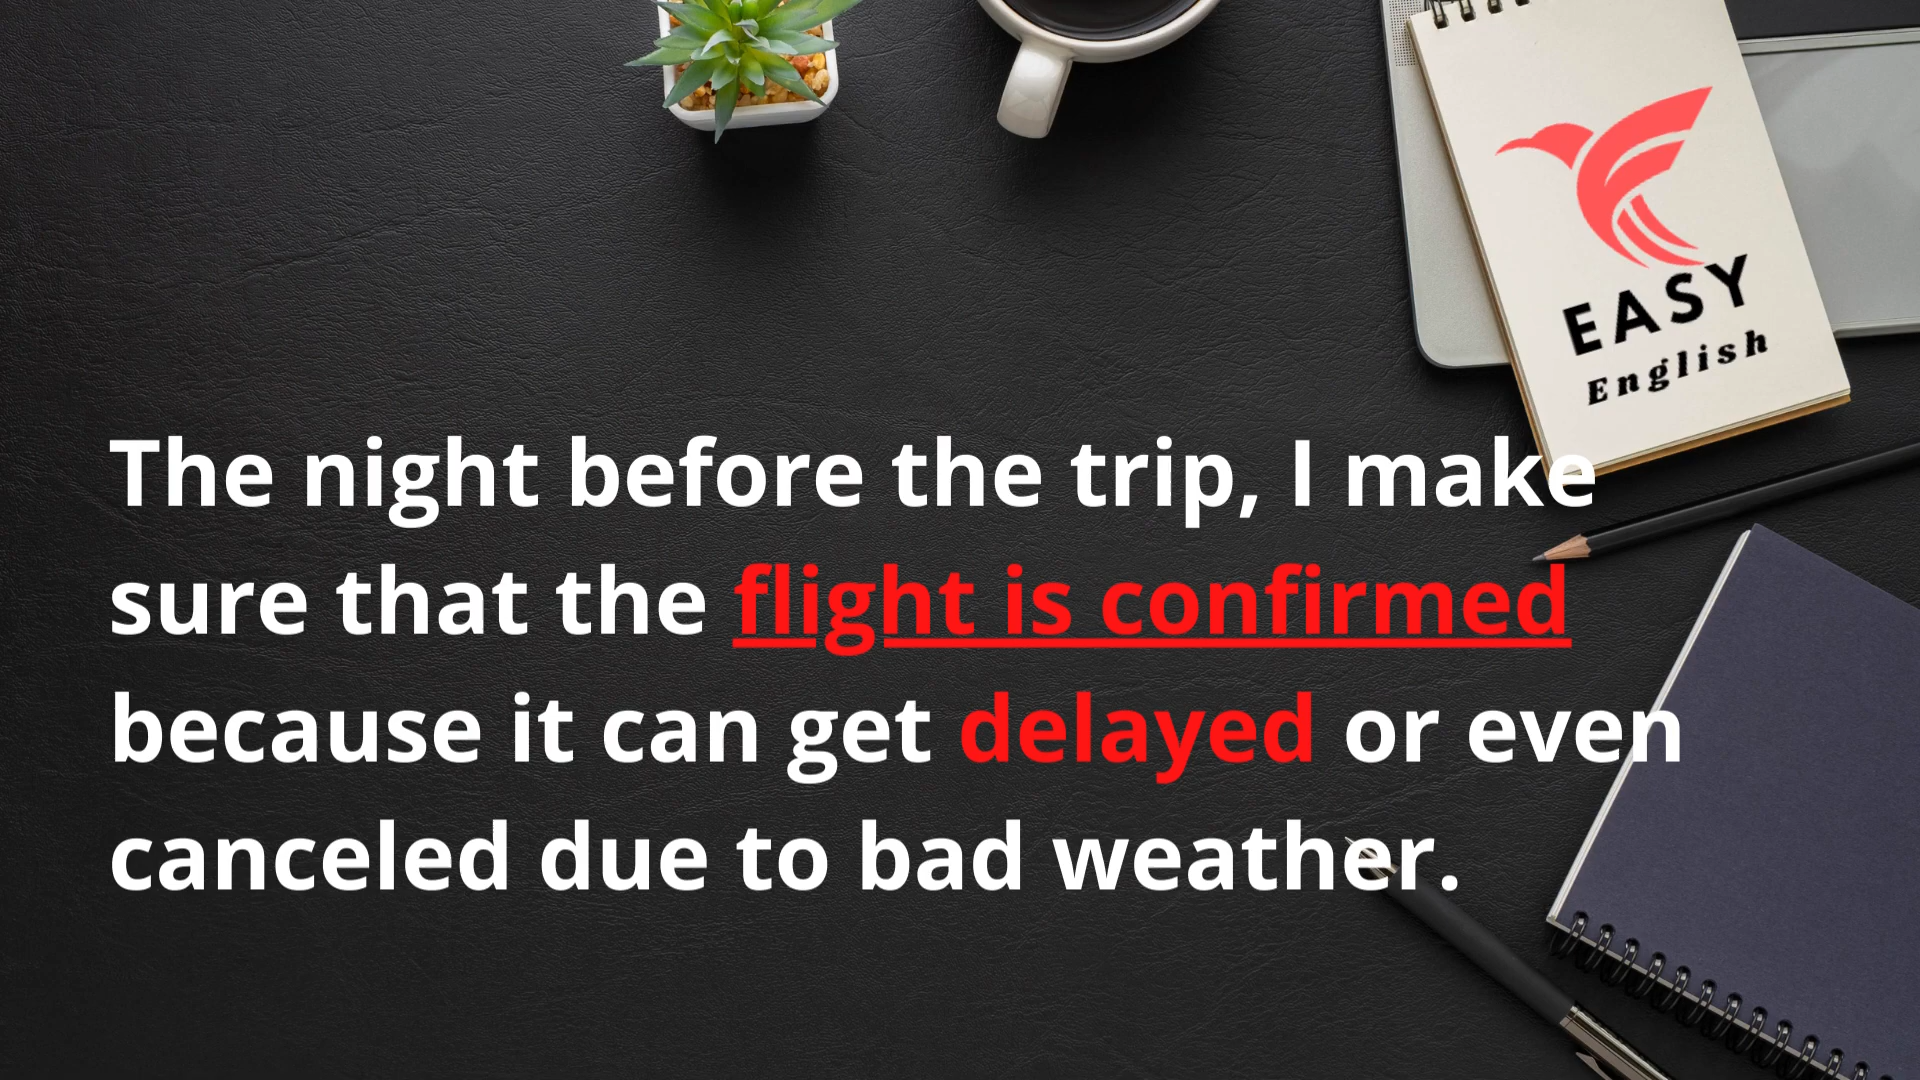 EASY
English
The night before the trip, I make
sure that the flight is confirmed
because it can get delayed or even
canceled due to bad weather.